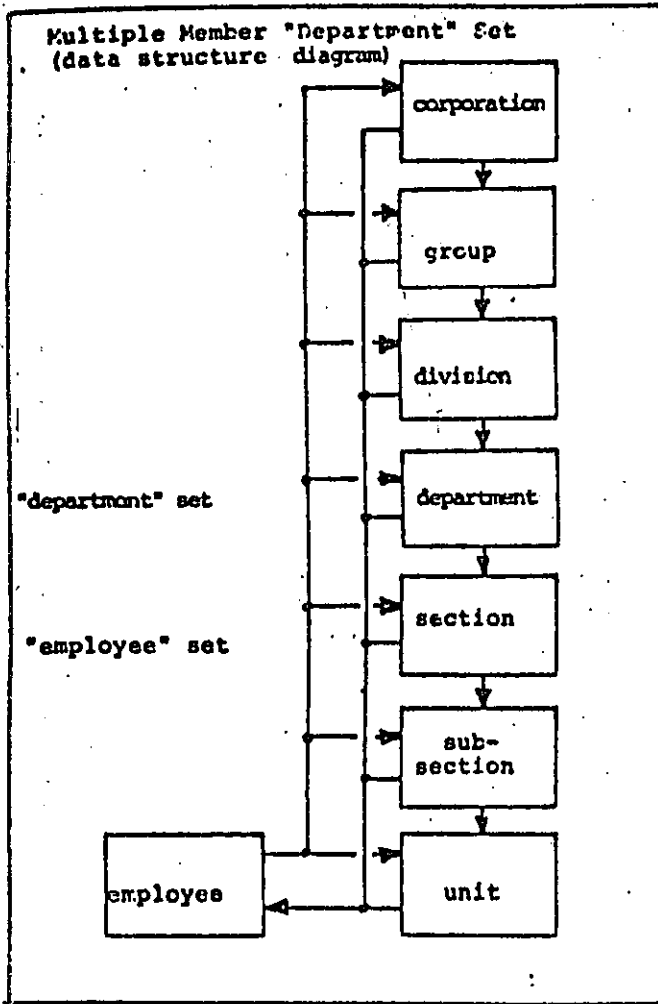 Multiple Member "Department" Set
(data structure diagram)
corporation
group
division
"department" set
department
section
"employee" set
sub-
section
employee
unit